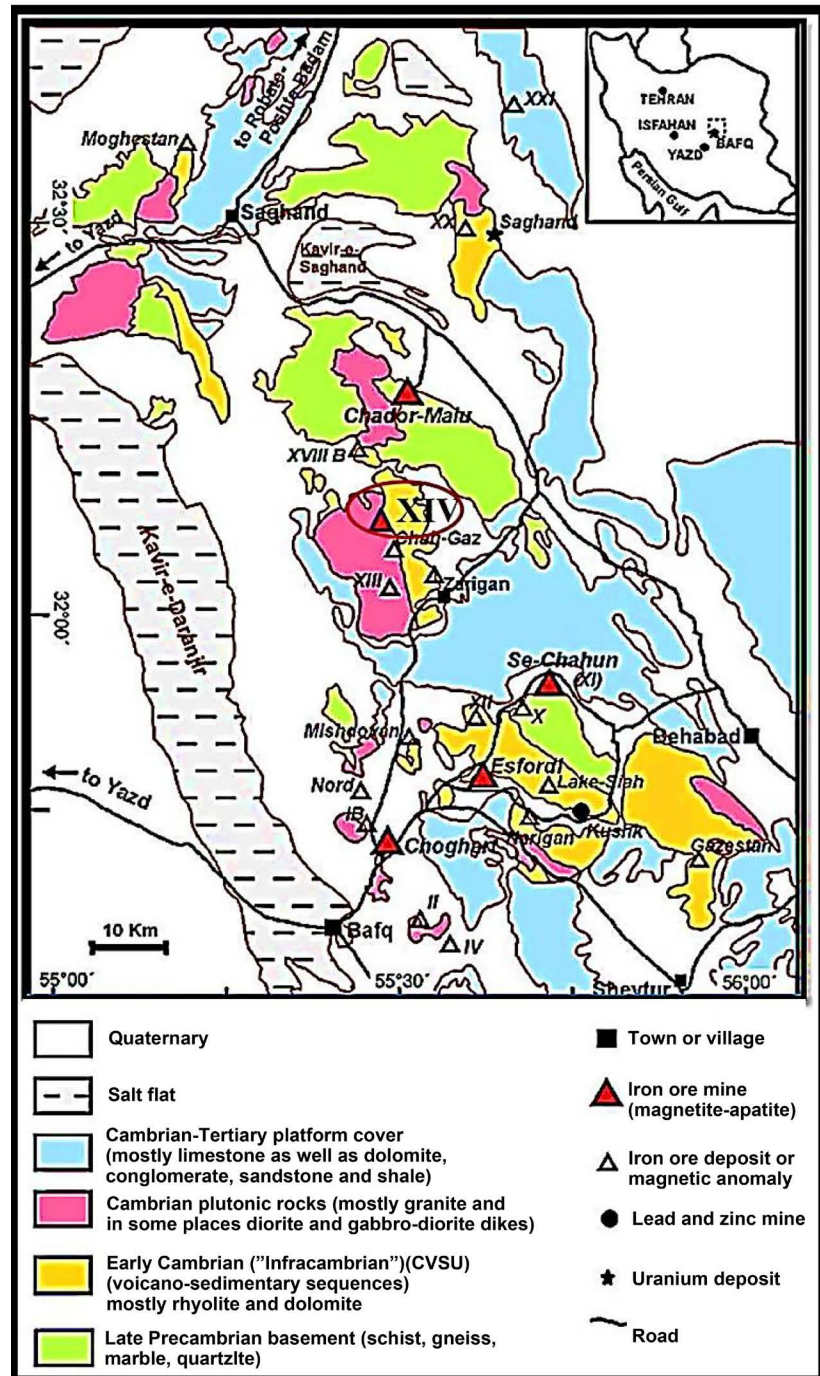 to Robate-
Poshte-Badam
XXI
Moghestan
TEHRAN
ISFAHAN
BAFQ
YAZD
Persian Gulf
32°30'
Saghand
XX
Saghand
to Yazd
Kavir-e-
Saghand
Chador-Malu
XVIII B
XIV
Chah-Gaz
XIII
Zarigan
32°00'
Kavir-e-Daranjir
Se-Chahun
(XI)
XII
X
Mishdovan
Behabad
to Yazd
Esfordi
Nord
Lake-Siah
IB
Choghart
Narigan
Kushk
Gazestan
II
Bafq
IV
10 Km
55°00'
55°30'
Sheytur
56°00'
Quaternary
Salt flat
Cambrian-Tertiary platform cover
(mostly limestone as well as dolomite,
conglomerate, sandstone and shale)
Cambrian plutonic rocks (mostly granite and
in some places diorite and gabbro-diorite dikes)
Early Cambrian (”Infracambrian”)(CVSU)
(voicano-sedimentary sequences)
mostly rhyolite and dolomite
Late Precambrian basement (schist, gneiss,
marble, quartzlte)
Town or village
Iron ore mine
(magnetite-apatite)
Iron ore deposit or
magnetic anomaly
Lead and zinc mine
Uranium deposit
Road